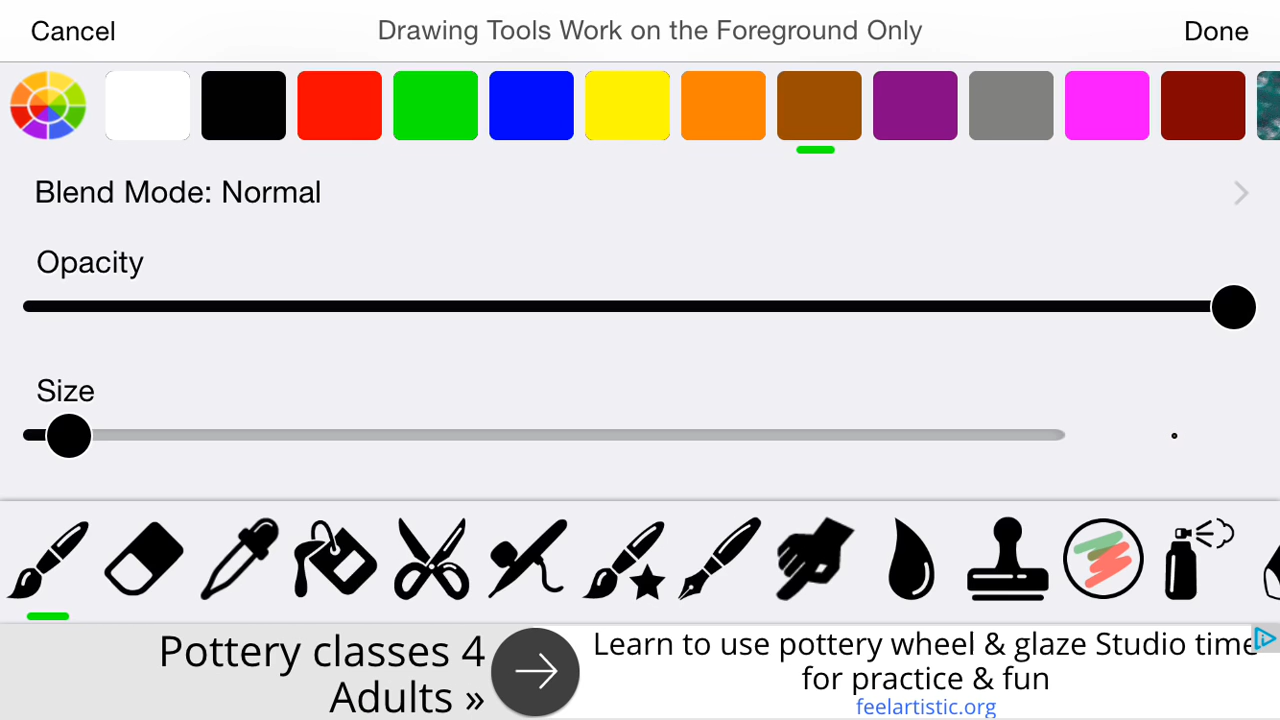 Cancel
Drawing Tools Work on the Foreground Only
Done
Blend Mode: Normal
Opacity
Size
Pottery classes 4
Adults »
Learn to use pottery wheel & glaze Studio time
for practice & fun
feelartistic.org